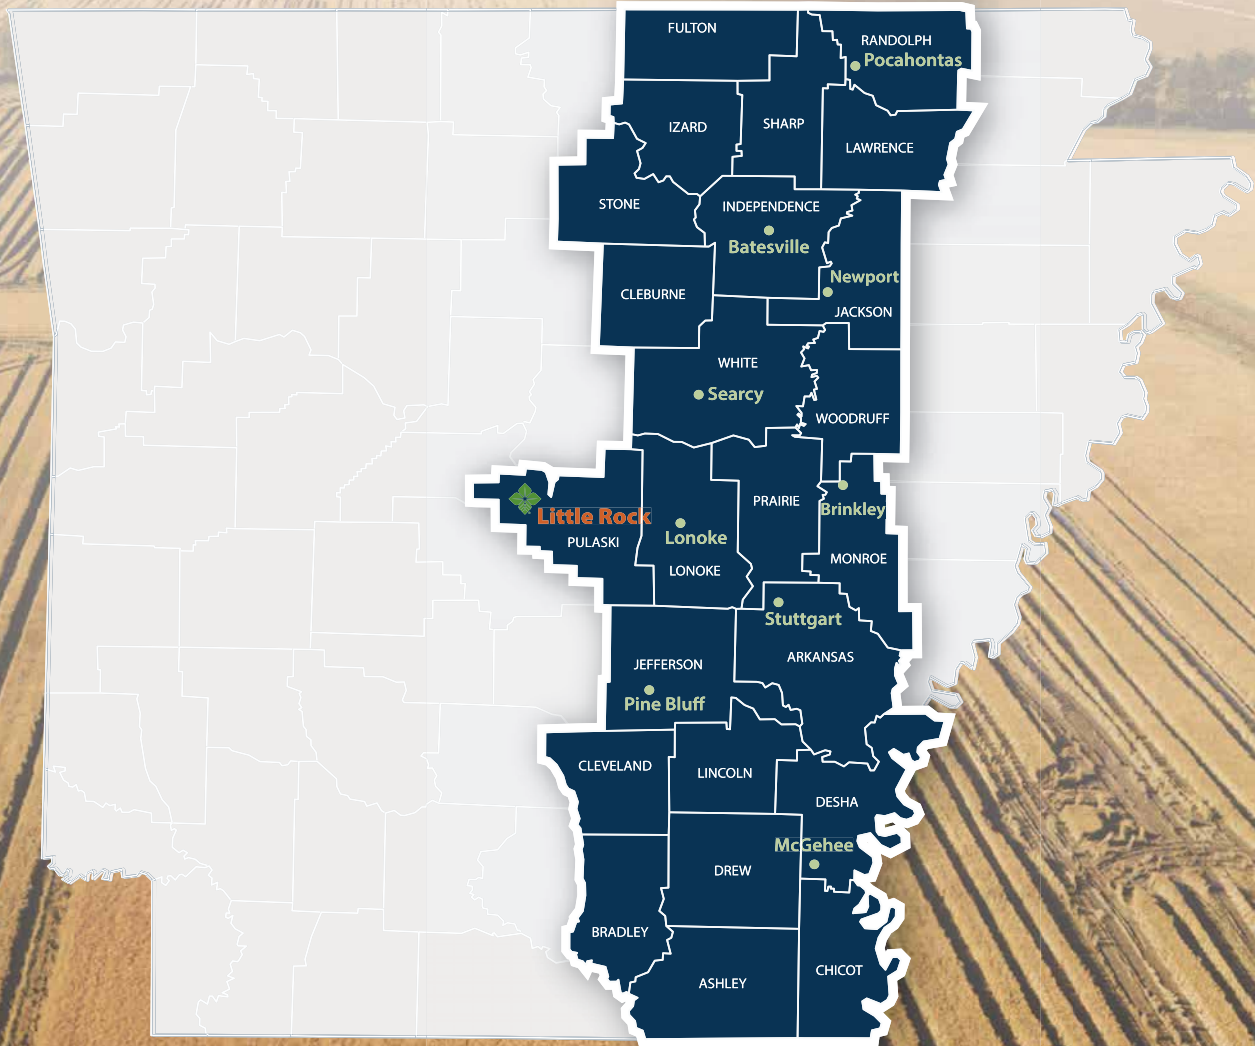 FULTON
RANDOLPH
Pocahontas
IZARD
SHARP
LAWRENCE
STONE
INDEPENDENCE
Batesville
Newport
CLEBURNE
JACKSON
WHITE
Searcy
WOODRUFF
PRAIRIE
Brinkley
Little Rock
Lonoke
PULASKI
MONROE
LONOKE
Stuttgart
ARKANSAS
JEFFERSON
Pine Bluff
CLEVELAND
LINCOLN
DESHA
McGehee
DREW
BRADLEY
CHICOT
ASHLEY